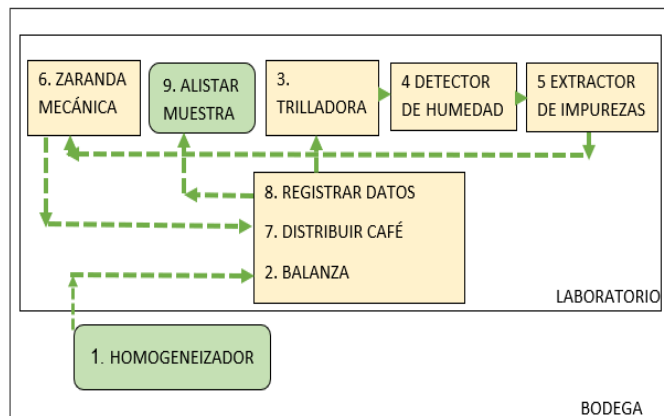 6. ZARANDA
MECÁNICA
9. ALISTAR
MUESTRA
3.
TRILLADORA
4 DETECTOR
DE HUMEDAD
5 EXTRACTOR
DE IMPUREZAS
8. REGISTRAR DATOS
7. DISTRIBUIR CAFÉ
2. BALANZA
LABORATORIO
1. HOMOGENEIZADOR
BODEGA